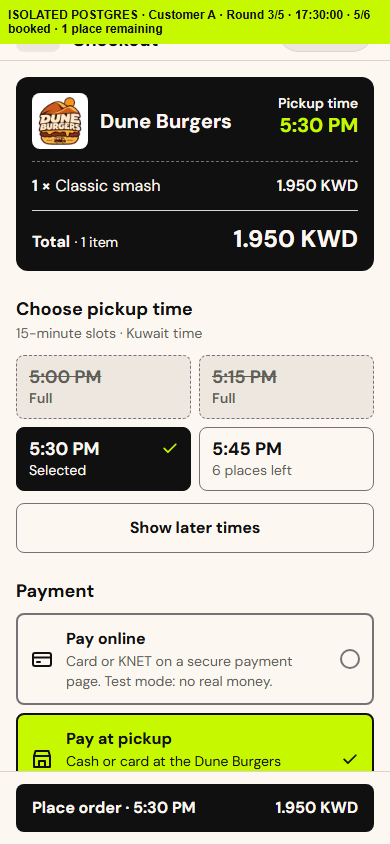 ISOLATED POSTGRES · Customer A · Round 3/5 · 17:30:00 · 5/6
booked · 1 place remaining
Checkout
DUNE
BURGERS
Dune Burgers
Pickup time
5:30 PM
1 × Classic smash
1.950 KWD
Total · 1 item
1.950 KWD
Choose pickup time
15-minute slots · Kuwait time
5:00 PM
Full
5:15 PM
Full
5:30 PM
Selected
5:45 PM
6 places left
Show later times
Payment
Pay online
Card or KNET on a secure payment
page. Test mode: no real money.
Pay at pickup
Cash or card at the Dune Burgers
Place order · 5:30 PM
1.950 KWD